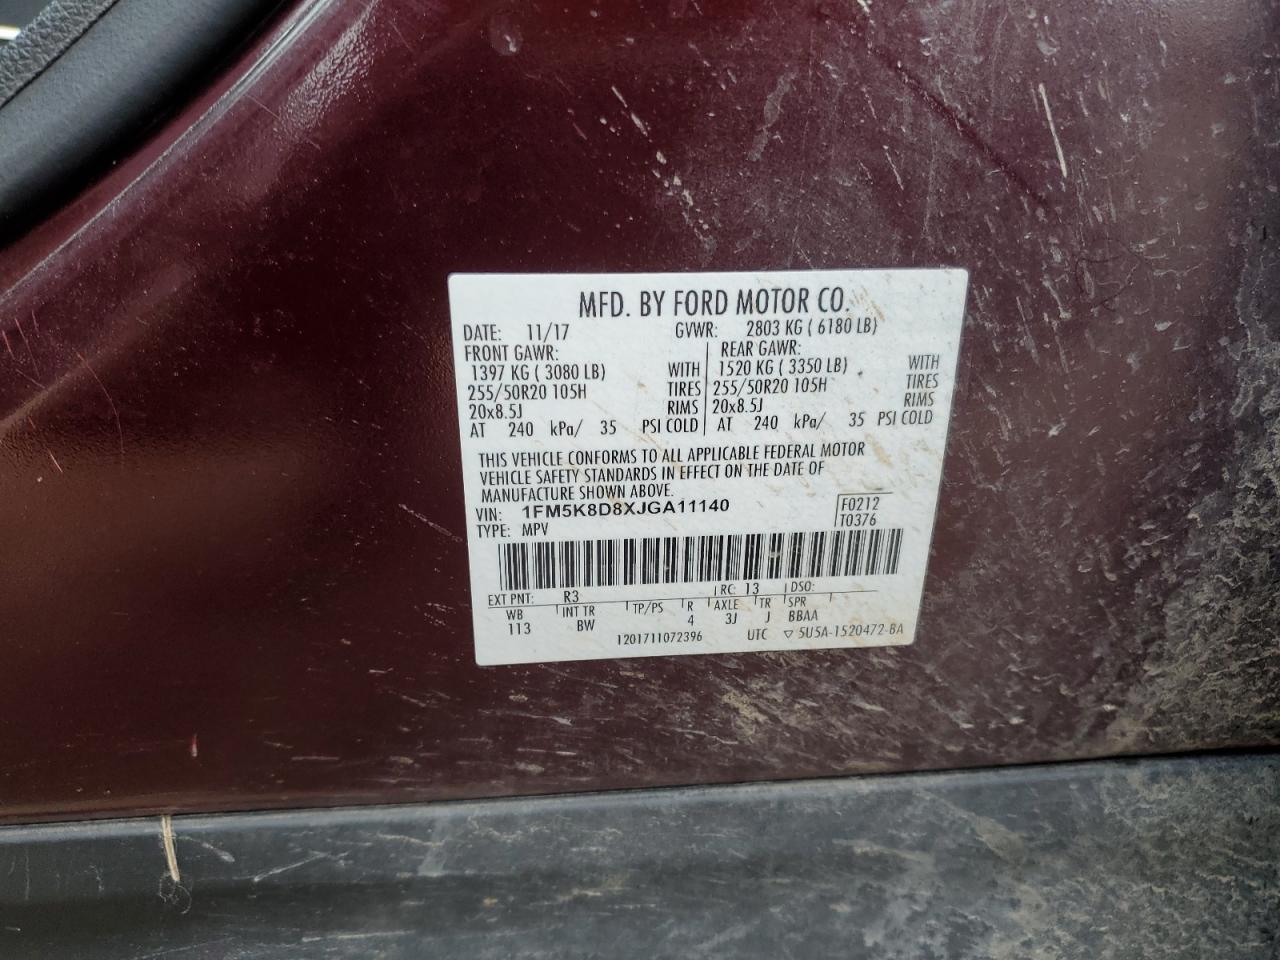 MFD. BY FORD MOTOR CO.
DATE: 11/17 GVWR: 2803 KG ( 6180 LB)
FRONT GAWR: REAR GAWR:
1397 KG ( 3080 LB) WITH 1520 KG ( 3350 LB) WITH
255/50R20 105H TIRES 255/50R20 105H TIRES
20x8.5J RIMS 20x8.5J RIMS
AT 240 kPa/ 35 PSI COLD AT 240 kPa/ 35 PSI COLD
THIS VEHICLE CONFORMS TO ALL APPLICABLE FEDERAL MOTOR
VEHICLE SAFETY STANDARDS IN EFFECT ON THE DATE OF
MANUFACTURE SHOWN ABOVE.
VIN: 1FM5K8D8XJGA11140 F0212
TYPE: MPV T0376
EXT PNT: R3 RC: 13 DSO:
WB INT TR TP/PS R AXLE TR SPR
113 BW 4 3J J BBAA
1201711072396 UTC ▽ 5U5A-1520472-BA